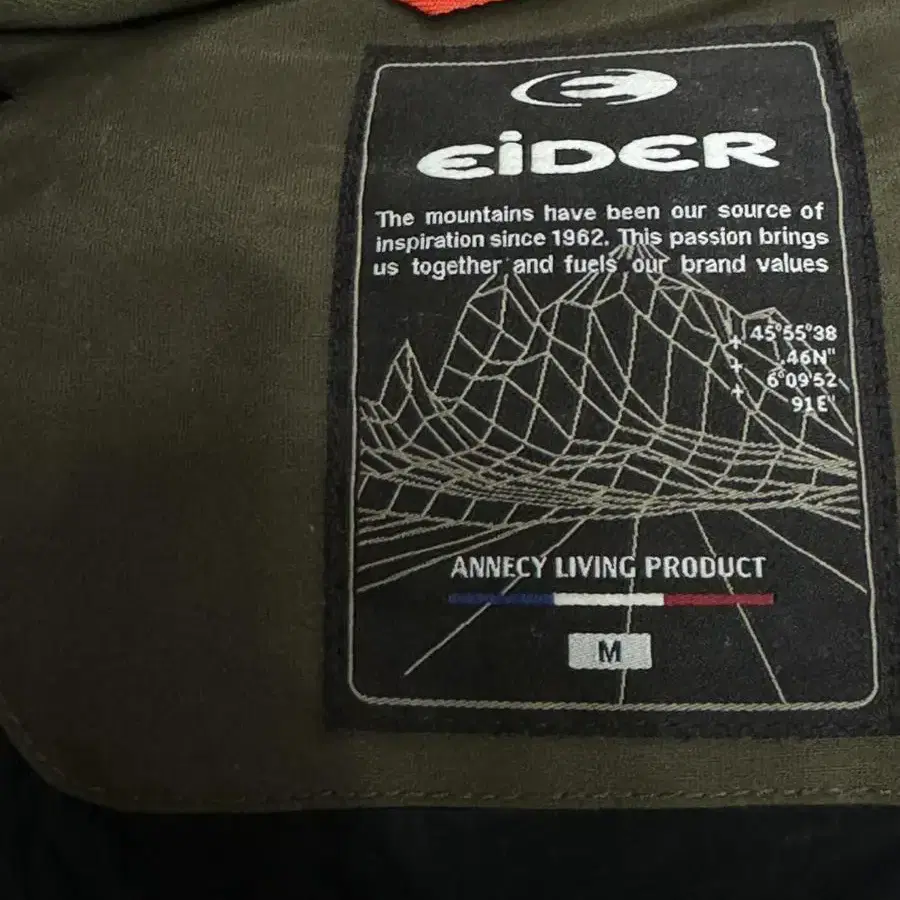 EiDER
The mountains have been our source of
inspiration since 1962. This passion brings
us together and fuels our brand values
45°55°38
.46N"
6°09'52
91E"
ANNECY LIVING PRODUCT
M